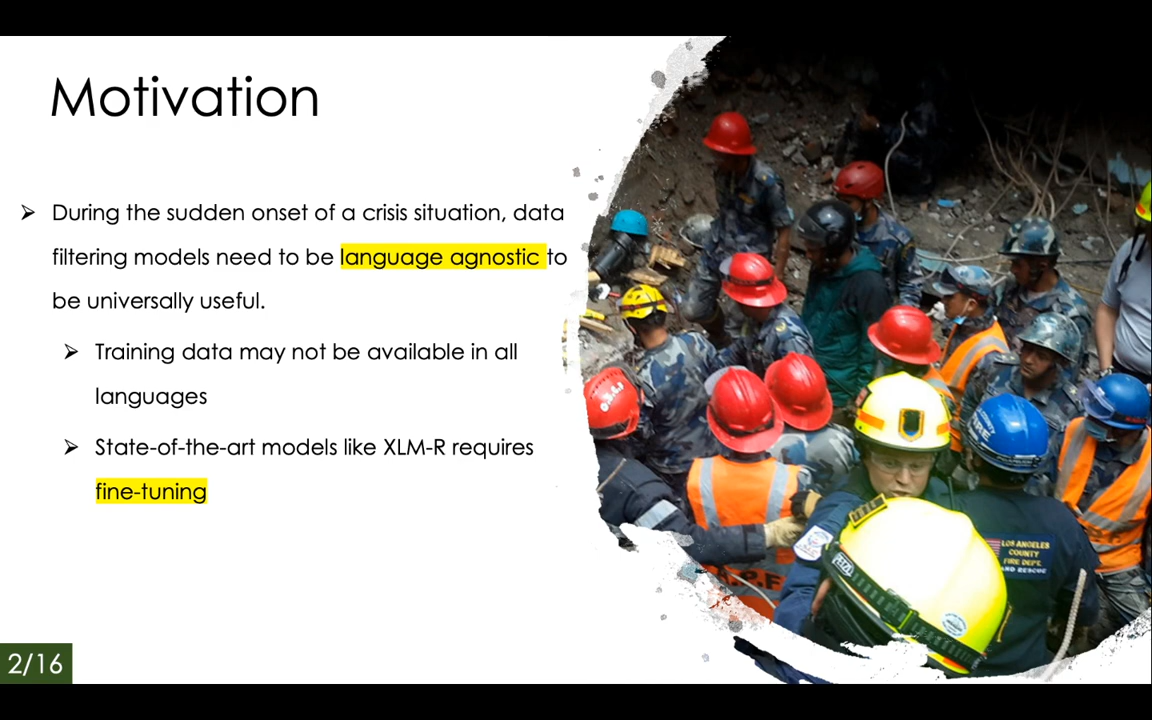 Motivation
➢ During the sudden onset of a crisis situation, data
filtering models need to be language agnostic to
be universally useful.
➢ Training data may not be available in all
languages
➢ State-of-the-art models like XLM-R requires
fine-tuning
LOS ANGELES
COUNTY
FIRE DEPT.
AND RESCUE
A.P.F
2/16